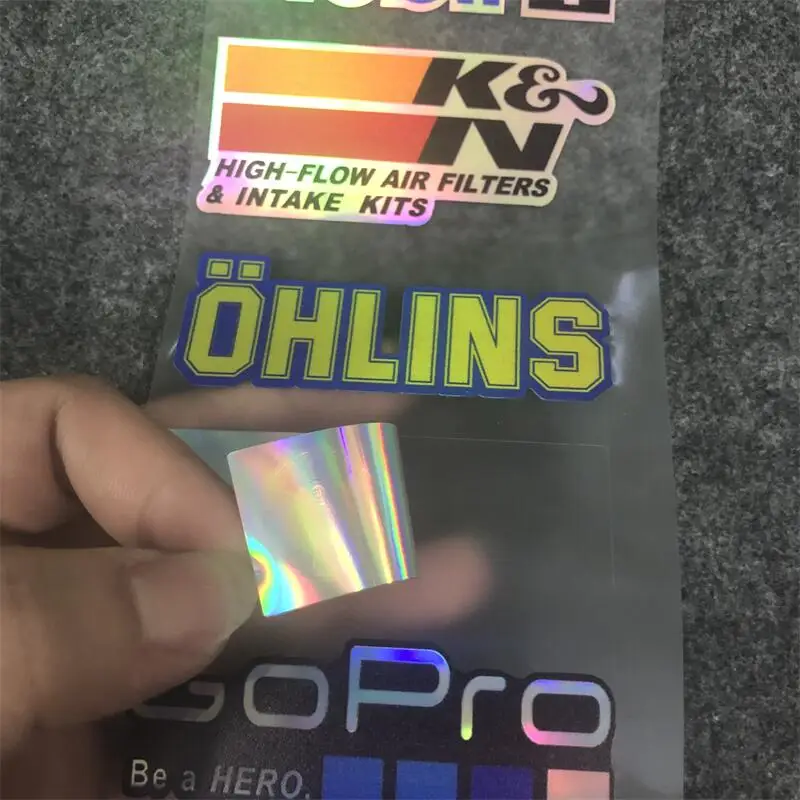 K&
N
HIGH-FLOW AIR FILTERS
& INTAKE KITS
ÖHLINS
GoPro
Be a HERO.